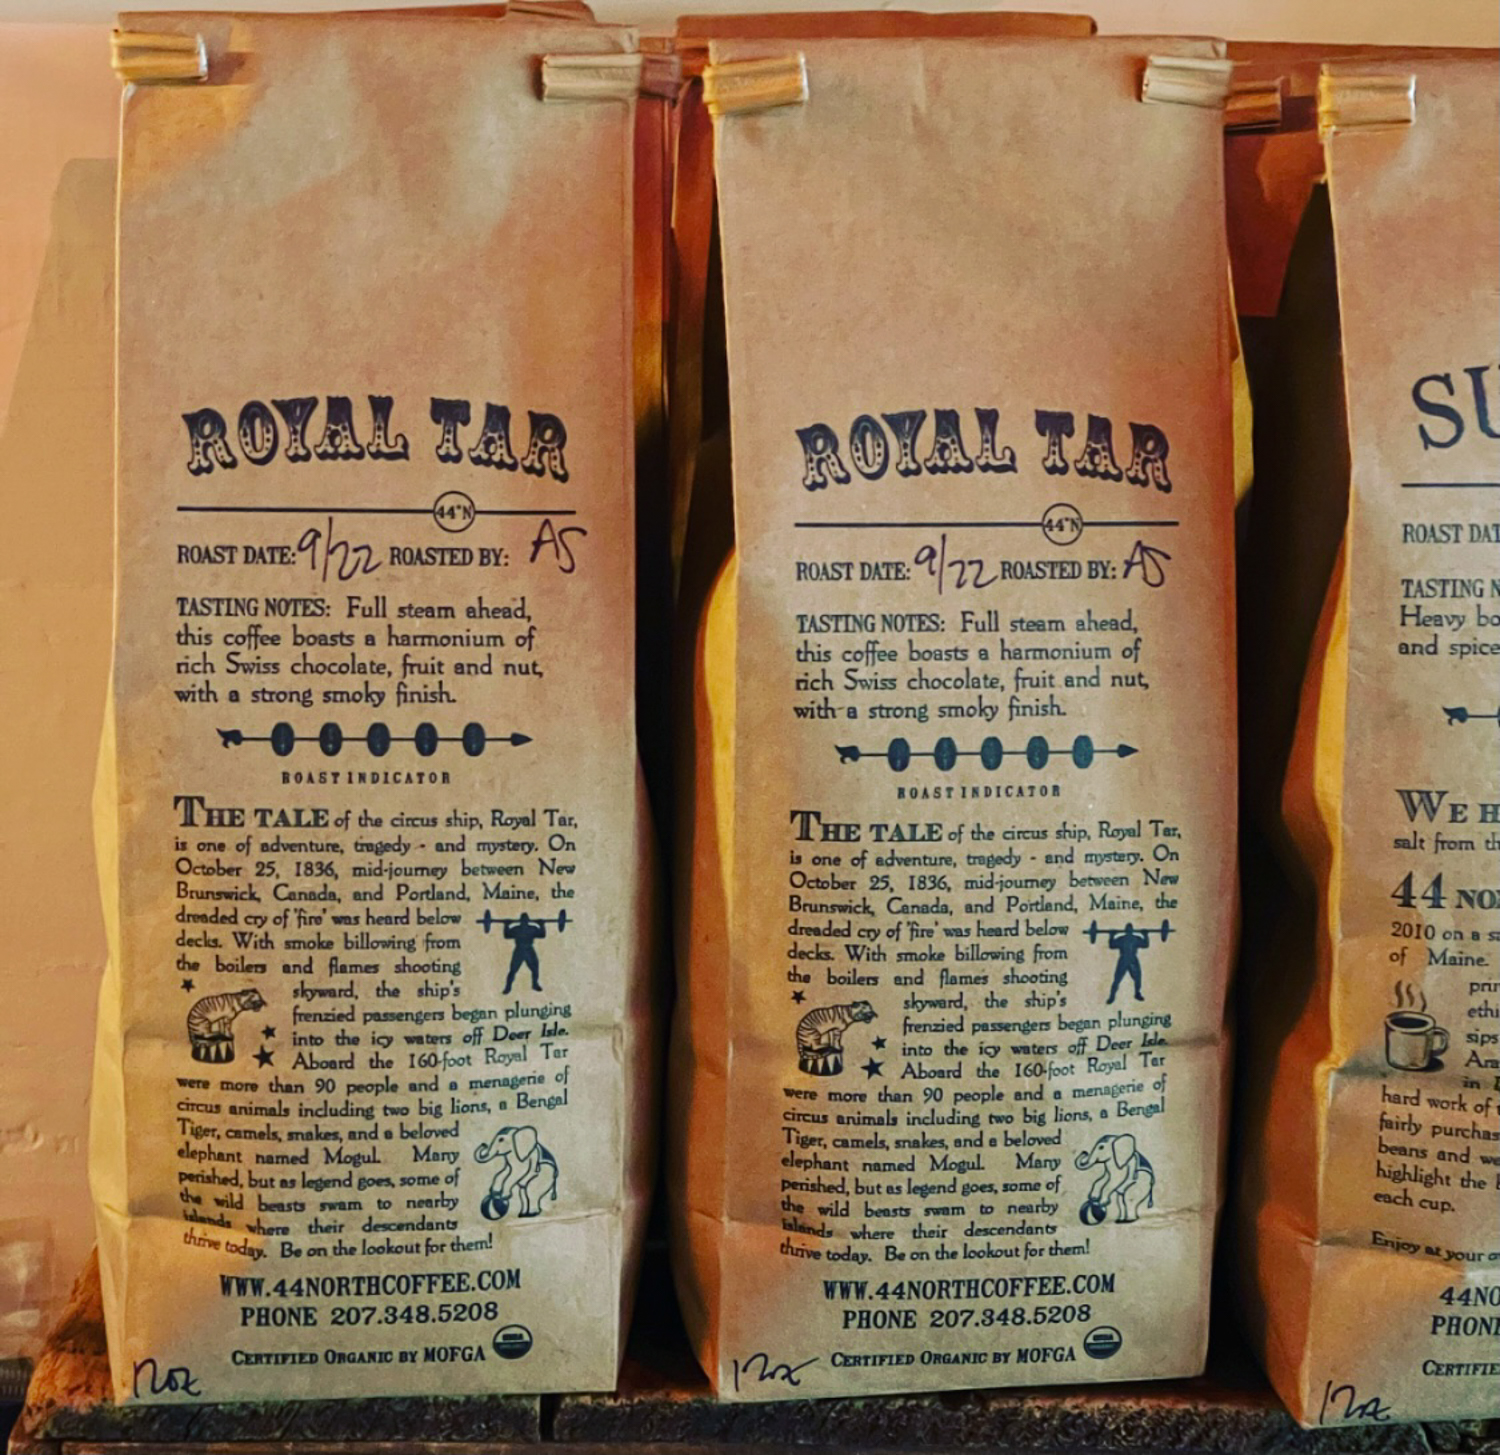 ROYAL TAR
44°N
ROAST DATE: 9/22 ROASTED BY: AS
TASTING NOTES: Full steam ahead,
this coffee boasts a harmonium of
rich Swiss chocolate, fruit and nut,
with a strong smoky finish.
ROAST INDICATOR
THE TALE of the circus ship, Royal Tar,
is one of adventure, tragedy - and mystery. On
October 25, 1836, mid-journey between New
Brunswick, Canada, and Portland, Maine, the
dreaded cry of 'fire' was heard below
decks. With smoke billowing from
the boilers and flames shooting
skyward, the ship's
frenzied passengers began plunging
into the icy waters off Deer Isle.
Aboard the 160-foot Royal Tar
were more than 90 people and a menagerie of
circus animals including two big lions, a Bengal
Tiger, camels, snakes, and a beloved
elephant named Mogul. Many
perished, but as legend goes, some of
the wild beasts swam to nearby
islands where their descendants
thrive today. Be on the lookout for them!
WWW.44NORTHCOFFEE.COM
PHONE 207.348.5208
CERTIFIED ORGANIC BY MOFGA
12oz
ROYAL TAR
44°N
ROAST DATE: 9/22 ROASTED BY: AS
TASTING NOTES: Full steam ahead,
this coffee boasts a harmonium of
rich Swiss chocolate, fruit and nut,
with a strong smoky finish.
ROAST INDICATOR
THE TALE of the circus ship, Royal Tar,
is one of adventure, tragedy - and mystery. On
October 25, 1836, mid-journey between New
Brunswick, Canada, and Portland, Maine, the
dreaded cry of 'fire' was heard below
decks. With smoke billowing from
the boilers and flames shooting
skyward, the ship's
frenzied passengers began plunging
into the icy waters off Deer Isle.
Aboard the 160-foot Royal Tar
were more than 90 people and a menagerie of
circus animals including two big lions, a Bengal
Tiger, camels, snakes, and a beloved
elephant named Mogul. Many
perished, but as legend goes, some of
the wild beasts swam to nearby
islands where their descendants
thrive today. Be on the lookout for them!
WWW.44NORTHCOFFEE.COM
PHONE 207.348.5208
CERTIFIED ORGANIC BY MOFGA
12oz
SU
ROAST DAT
TASTING N
Heavy bo
and spice
WE H
salt from th
44 NO
2010 on a s
of Maine.
prin
ethi
sips
Ara
in
hard work of
fairly purchas
beans and we
highlight the
each cup.
Enjoy at your o
44NO
PHON
CERTIFIED
12oz